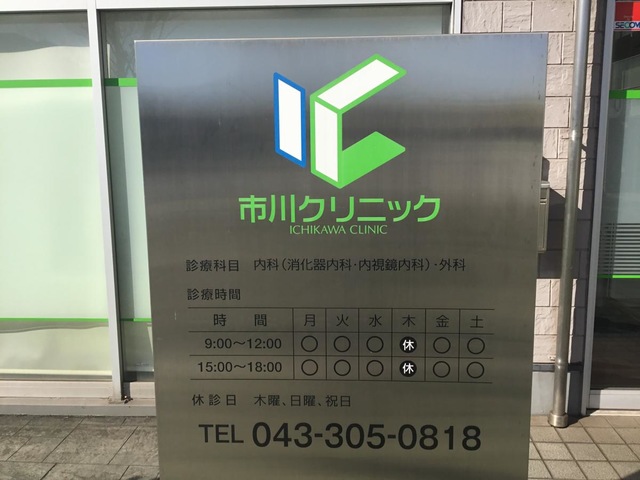 SECOM
IC
市川クリニック
ICHIKAWA CLINIC
診療科目 内科(消化器内科・内視鏡内科)・外科
診療時間
時間 月 火 水 木 金 土
9:00〜12:00 ○ ○ ○ 休 ○ ○
15:00〜18:00 ○ ○ ○ 休 ○ ○
休診日 木曜、日曜、祝日
TEL 043-305-0818